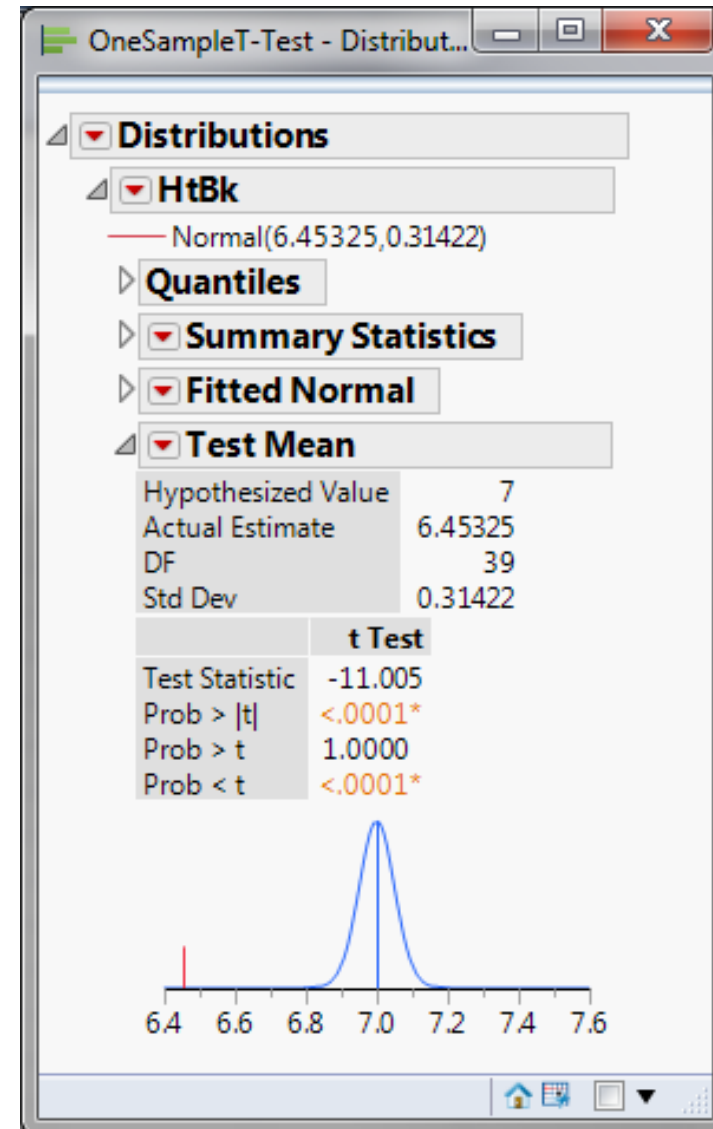 OneSampleT-Test - Distribut...
Distributions
HtBk
Normal(6.45325,0.31422)
Quantiles
Summary Statistics
Fitted Normal
Test Mean
Hypothesized Value 7
Actual Estimate 6.45325
DF 39
Std Dev 0.31422
t Test
Test Statistic -11.005
Prob > |t| <.0001*
Prob > t 1.0000
Prob < t <.0001*
6.4 6.6 6.8 7.0 7.2 7.4 7.6